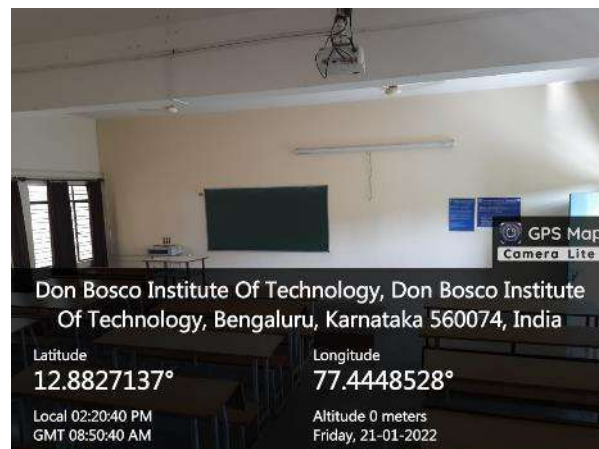 GPS Map
Camera Lite
Don Bosco Institute Of Technology, Don Bosco Institute
Of Technology, Bengaluru, Karnataka 560074, India
Latitude
12.8827137°
Longitude
77.4448528°
Local 02:20:40 PM
GMT 08:50:40 AM
Altitude 0 meters
Friday, 21-01-2022